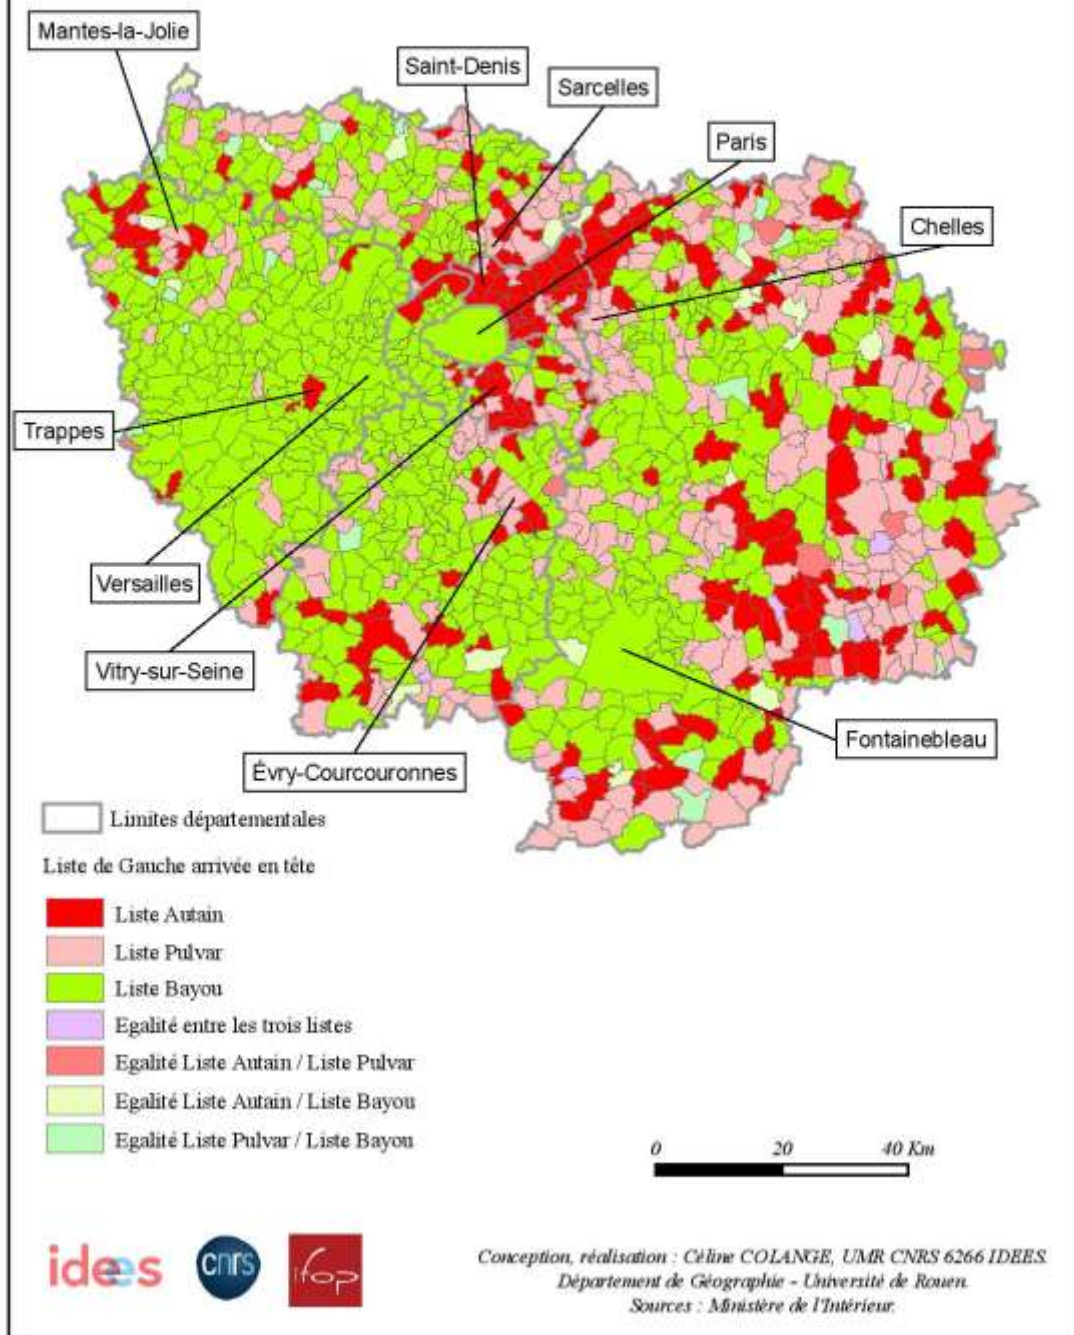 Mantes-la-Jolie
Saint-Denis
Sarcelles
Paris
Chelles
Trappes
Versailles
Vitry-sur-Seine
Fontainebleau
Évry-Courcouronnes
Limites départementales
Liste de Gauche arrivée en tête
Liste Autain
Liste Pulvar
Liste Bayou
Egalité entre les trois listes
Egalité Liste Autain / Liste Pulvar
Egalité Liste Autain / Liste Bayou
Egalité Liste Pulvar / Liste Bayou
0 20 40 Km
idees
cnrs
ifop
Conception, réalisation : Céline COLANGE, UMR CNRS 6266 IDEES.
Département de Géographie - Université de Rouen.
Sources : Ministère de l'Intérieur.